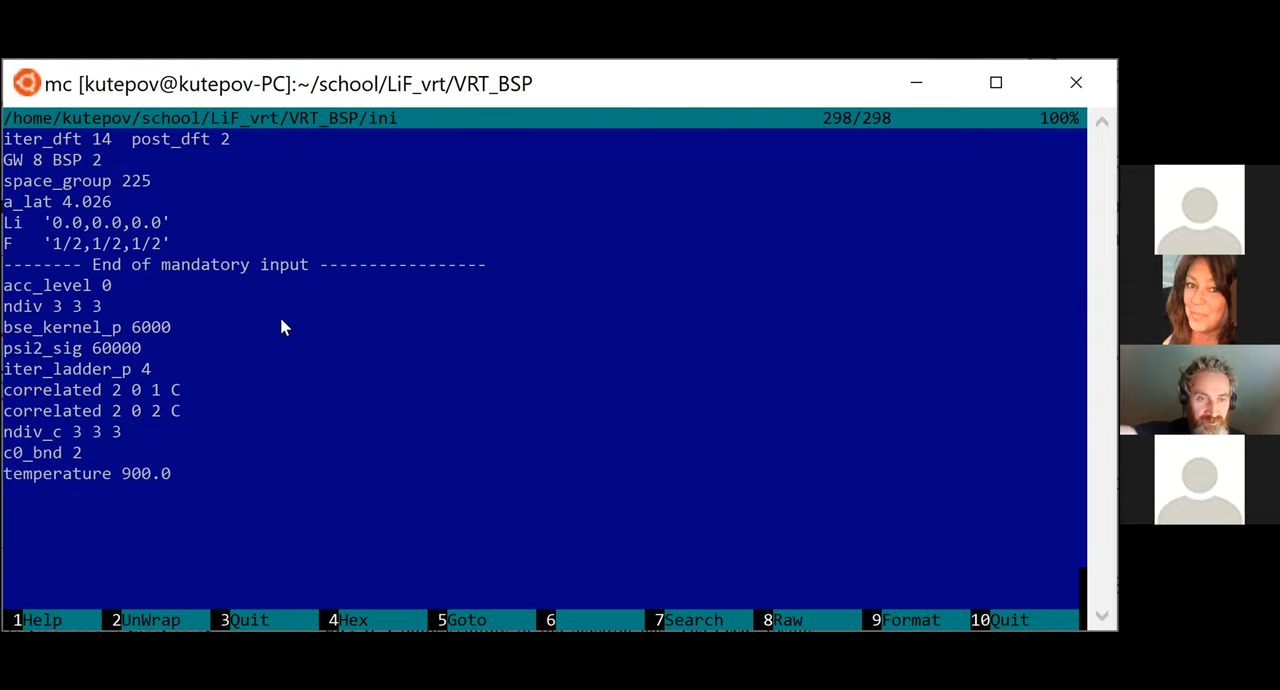 mc [kutepov@kutepov-PC]:~/school/LiF_vrt/VRT_BSP
/home/kutepov/school/LiF_vrt/VRT_BSP/ini 298/298 100%
iter_dft 14  post_dft 2
GW 8 BSP 2
space_group 225
a_lat 4.026
Li  '0.0,0.0,0.0'
F   '1/2,1/2,1/2'
-------- End of mandatory input -----------------
acc_level 0
ndiv 3 3 3
bse_kernel_p 6000
psi2_sig 60000
iter_ladder_p 4
correlated 2 0 1 C
correlated 2 0 2 C
ndiv_c 3 3 3
c0_bnd 2
temperature 900.0
1Help 2UnWrap 3Quit 4Hex 5Goto 6 7Search 8Raw 9Format 10Quit